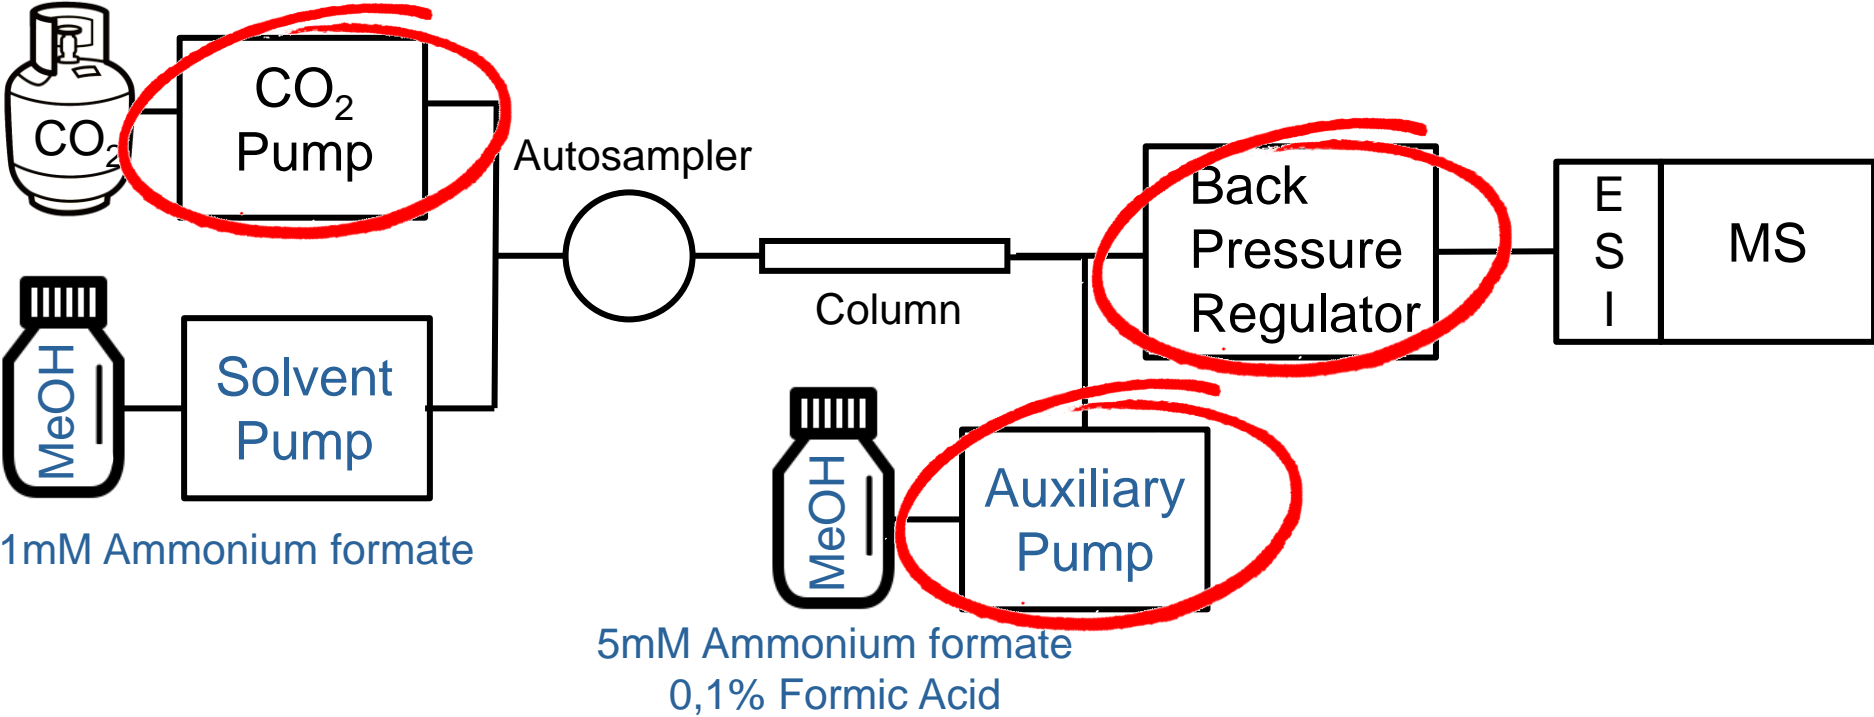 CO₂
CO₂
Pump
Autosampler
Column
MeOH
Solvent
Pump
1mM Ammonium formate
MeOH
Auxiliary
Pump
5mM Ammonium formate
0,1% Formic Acid
Back
Pressure
Regulator
E
S
I
MS